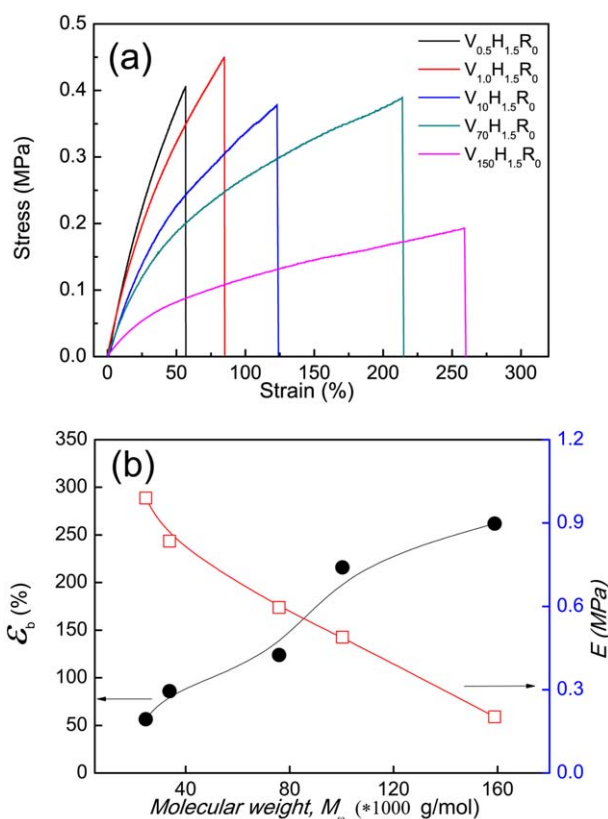 (a)
V0.5H1.5R0
V1.0H1.5R0
V10H1.5R0
V70H1.5R0
V150H1.5R0
Stress (MPa)
0.5
0.4
0.3
0.2
0.1
0.0
0 50 100 150 200 250 300
Strain (%)
(b)
350
300
250
200
150
100
50
0
εb (%)
1.2
0.9
0.6
0.3
0.0
E (MPa)
40 80 120 160
Molecular weight, Mω (*1000 g/mol)